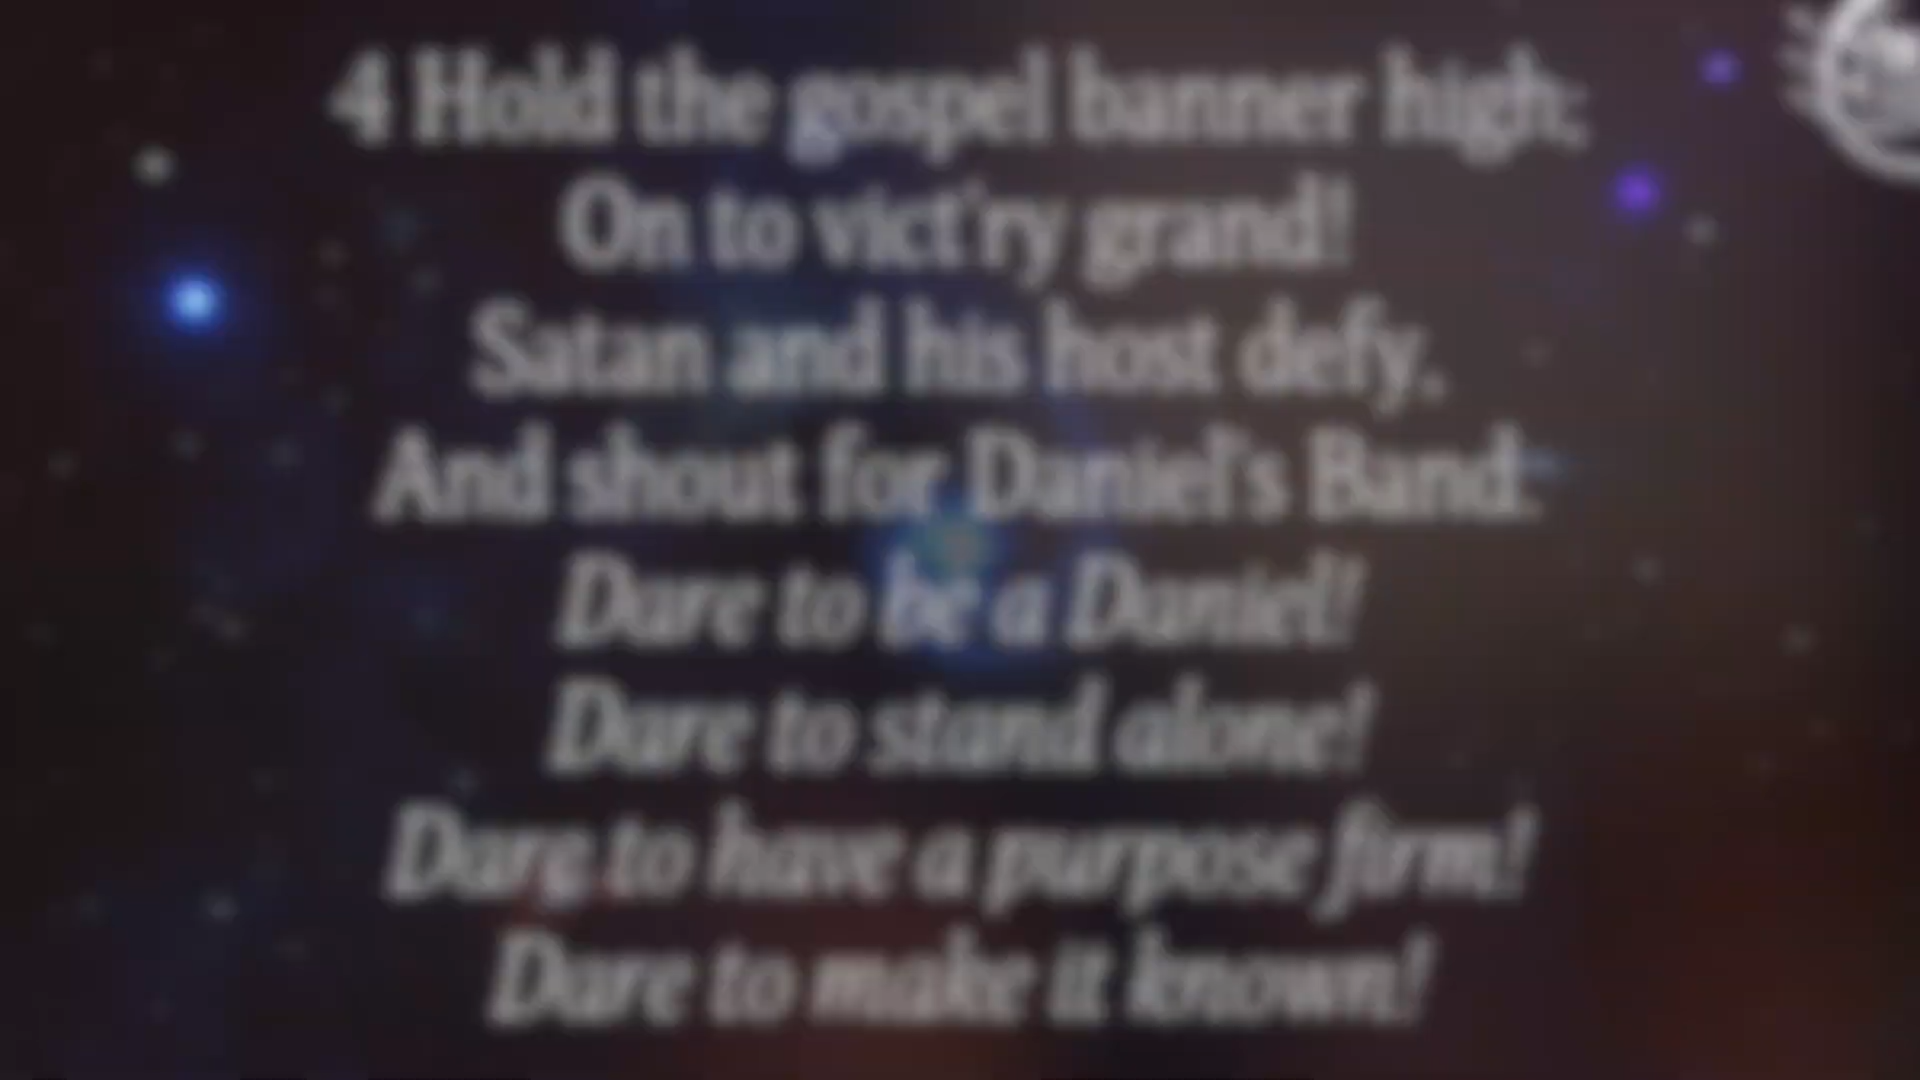 4 Hold the gospel banner high;
On to vict'ry grand!
Satan and his host defy,
And shout for Daniel's Band.
Dare to be a Daniel!
Dare to stand alone!
Dare to have a purpose firm!
Dare to make it known!